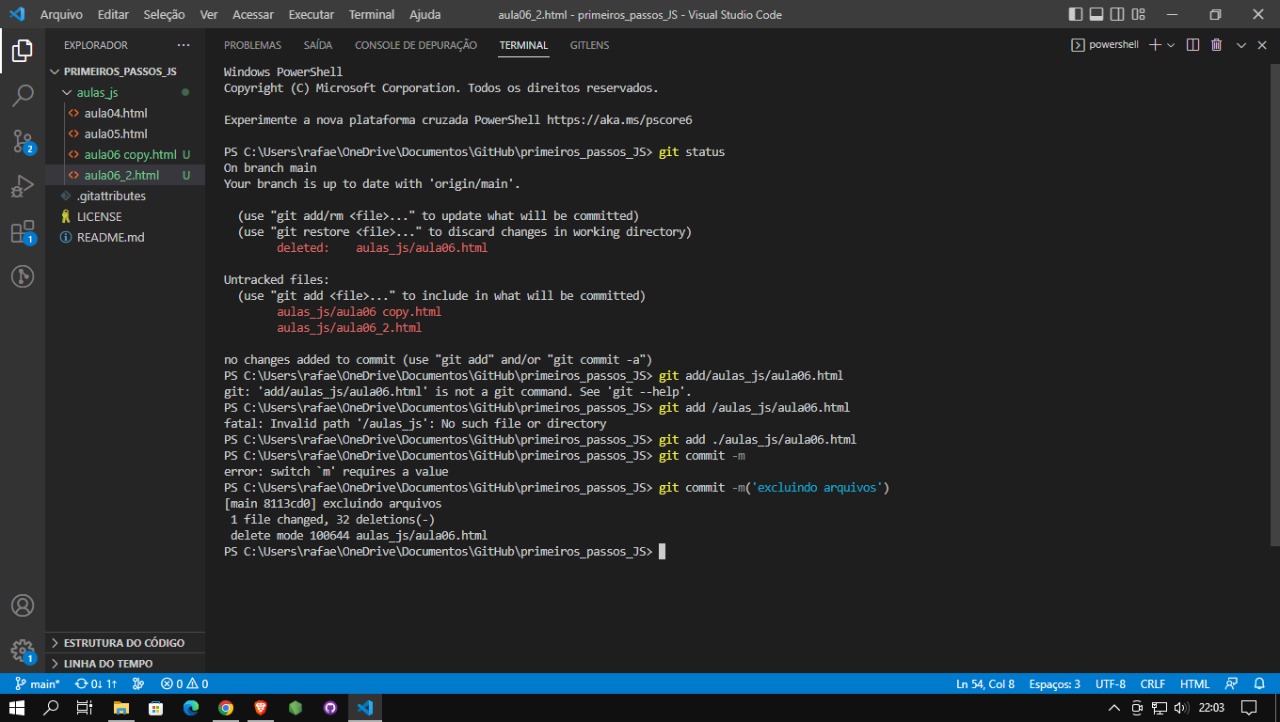 Arquivo Editar Seleção Ver Acessar Executar Terminal Ajuda aula06_2.html - primeiros_passos_JS - Visual Studio Code
EXPLORADOR
PRIMEIROS_PASSOS_JS
aulas_js
aula04.html
aula05.html
aula06 copy.html U
aula06_2.html U
.gitattributes
LICENSE
README.md
2
1
1
ESTRUTURA DO CÓDIGO
LINHA DO TEMPO
PROBLEMAS SAÍDA CONSOLE DE DEPURAÇÃO TERMINAL GITLENS powershell
Windows PowerShell
Copyright (C) Microsoft Corporation. Todos os direitos reservados.
Experimente a nova plataforma cruzada PowerShell https://aka.ms/pscore6
PS C:\Users\rafae\OneDrive\Documentos\GitHub\primeiros_passos_JS> git status
On branch main
Your branch is up to date with 'origin/main'.
(use "git add/rm <file>..." to update what will be committed)
(use "git restore <file>..." to discard changes in working directory)
deleted: aulas_js/aula06.html
Untracked files:
(use "git add <file>..." to include in what will be committed)
aulas_js/aula06 copy.html
aulas_js/aula06_2.html
no changes added to commit (use "git add" and/or "git commit -a")
PS C:\Users\rafae\OneDrive\Documentos\GitHub\primeiros_passos_JS> git add/aulas_js/aula06.html
git: 'add/aulas_js/aula06.html' is not a git command. See 'git --help'.
PS C:\Users\rafae\OneDrive\Documentos\GitHub\primeiros_passos_JS> git add /aulas_js/aula06.html
fatal: Invalid path '/aulas_js': No such file or directory
PS C:\Users\rafae\OneDrive\Documentos\GitHub\primeiros_passos_JS> git add ./aulas_js/aula06.html
PS C:\Users\rafae\OneDrive\Documentos\GitHub\primeiros_passos_JS> git commit -m
error: switch `m' requires a value
PS C:\Users\rafae\OneDrive\Documentos\GitHub\primeiros_passos_JS> git commit -m('excluindo arquivos')
[main 8113cd0] excluindo arquivos
1 file changed, 32 deletions(-)
delete mode 100644 aulas_js/aula06.html
PS C:\Users\rafae\OneDrive\Documentos\GitHub\primeiros_passos_JS>
main* 0↓ 1↑ 0 0 Ln 54, Col 8 Espaços: 3 UTF-8 CRLF HTML
22:03